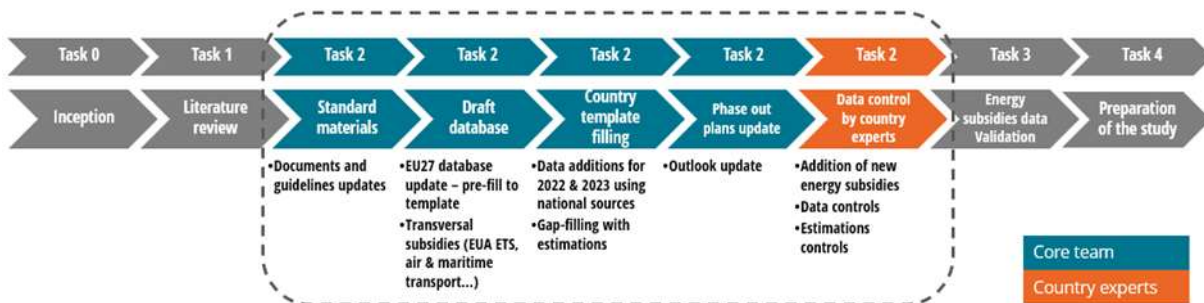 Task 0
Task 1
Task 2
Task 2
Task 2
Task 2
Task 2
Task 3
Task 4
Inception
Literature
review
Standard
materials
Draft
database
Country
template
filling
Phase out
plans update
Data control
by country
experts
Energy
subsidies data
Validation
Preparation
of the study
•Documents and
guidelines updates
•EU27 database
update – pre-fill to
template
•Transversal
subsidies (EUA ETS,
air & maritime
transport...)
•Data additions for
2022 & 2023 using
national sources
•Gap-filling with
estimations
•Outlook update
•Addition of new
energy subsidies
•Data controls
•Estimations
controls
Core team
Country experts